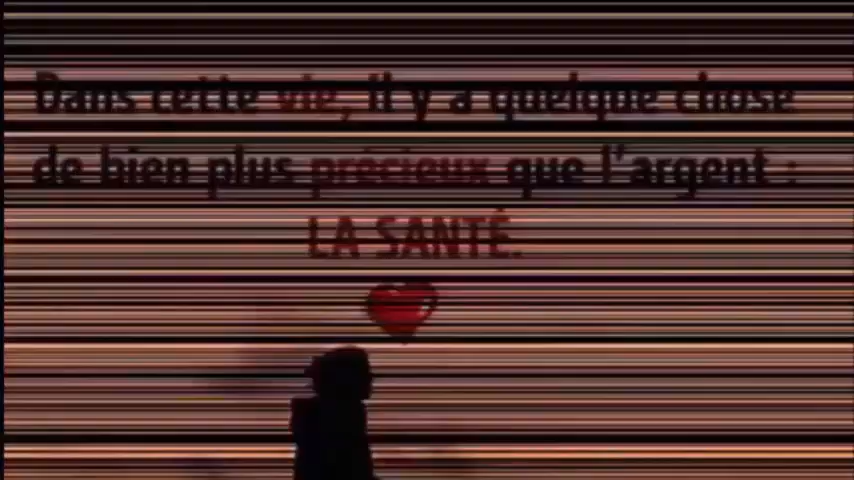 Dans cette vie, il y a quelque chose
de bien plus précieux que l'argent :
LA SANTÉ.